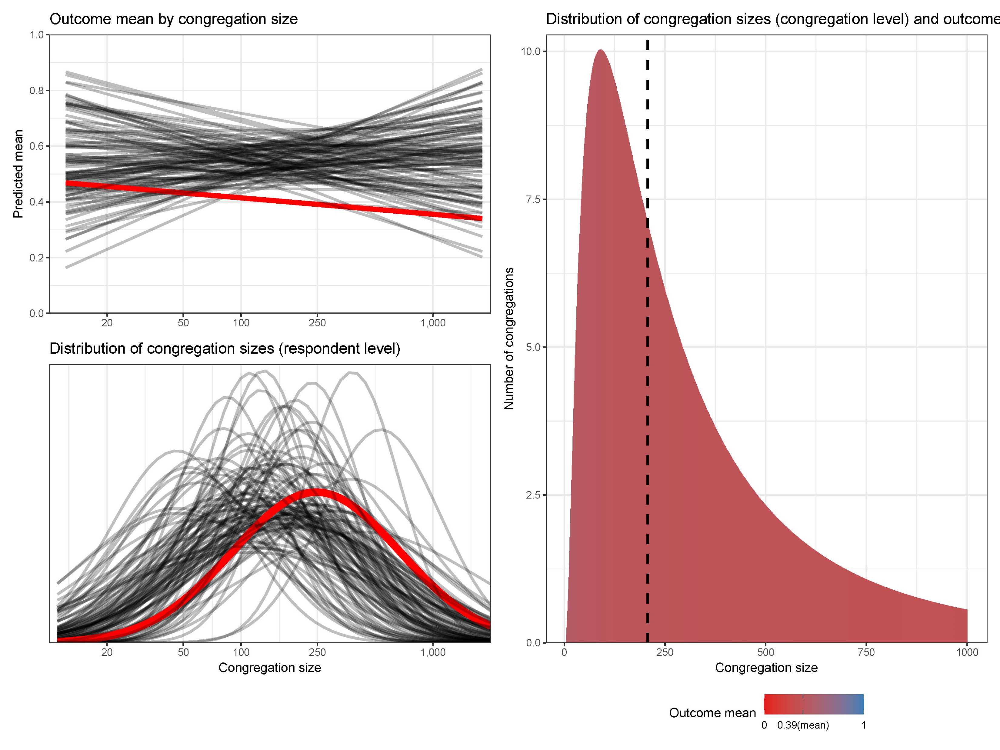 Outcome mean by congregation size
1.0
0.8
0.6
0.4
0.2
0.0
Predicted mean
20 50 100 250 1,000
Distribution of congregation sizes (respondent level)
20 50 100 250 1,000
Congregation size
Distribution of congregation sizes (congregation level) and outcome
10.0
7.5
5.0
2.5
0.0
Number of congregations
0 250 500 750 1000
Congregation size
Outcome mean
0 0.39(mean) 1